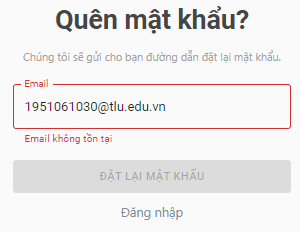 Quên mật khẩu?
Chúng tôi sẽ gửi cho bạn đường dẫn đặt lại mật khẩu.
Email
1951061030@tlu.edu.vn
Email không tồn tại
ĐẶT LẠI MẬT KHẨU
Đăng nhập